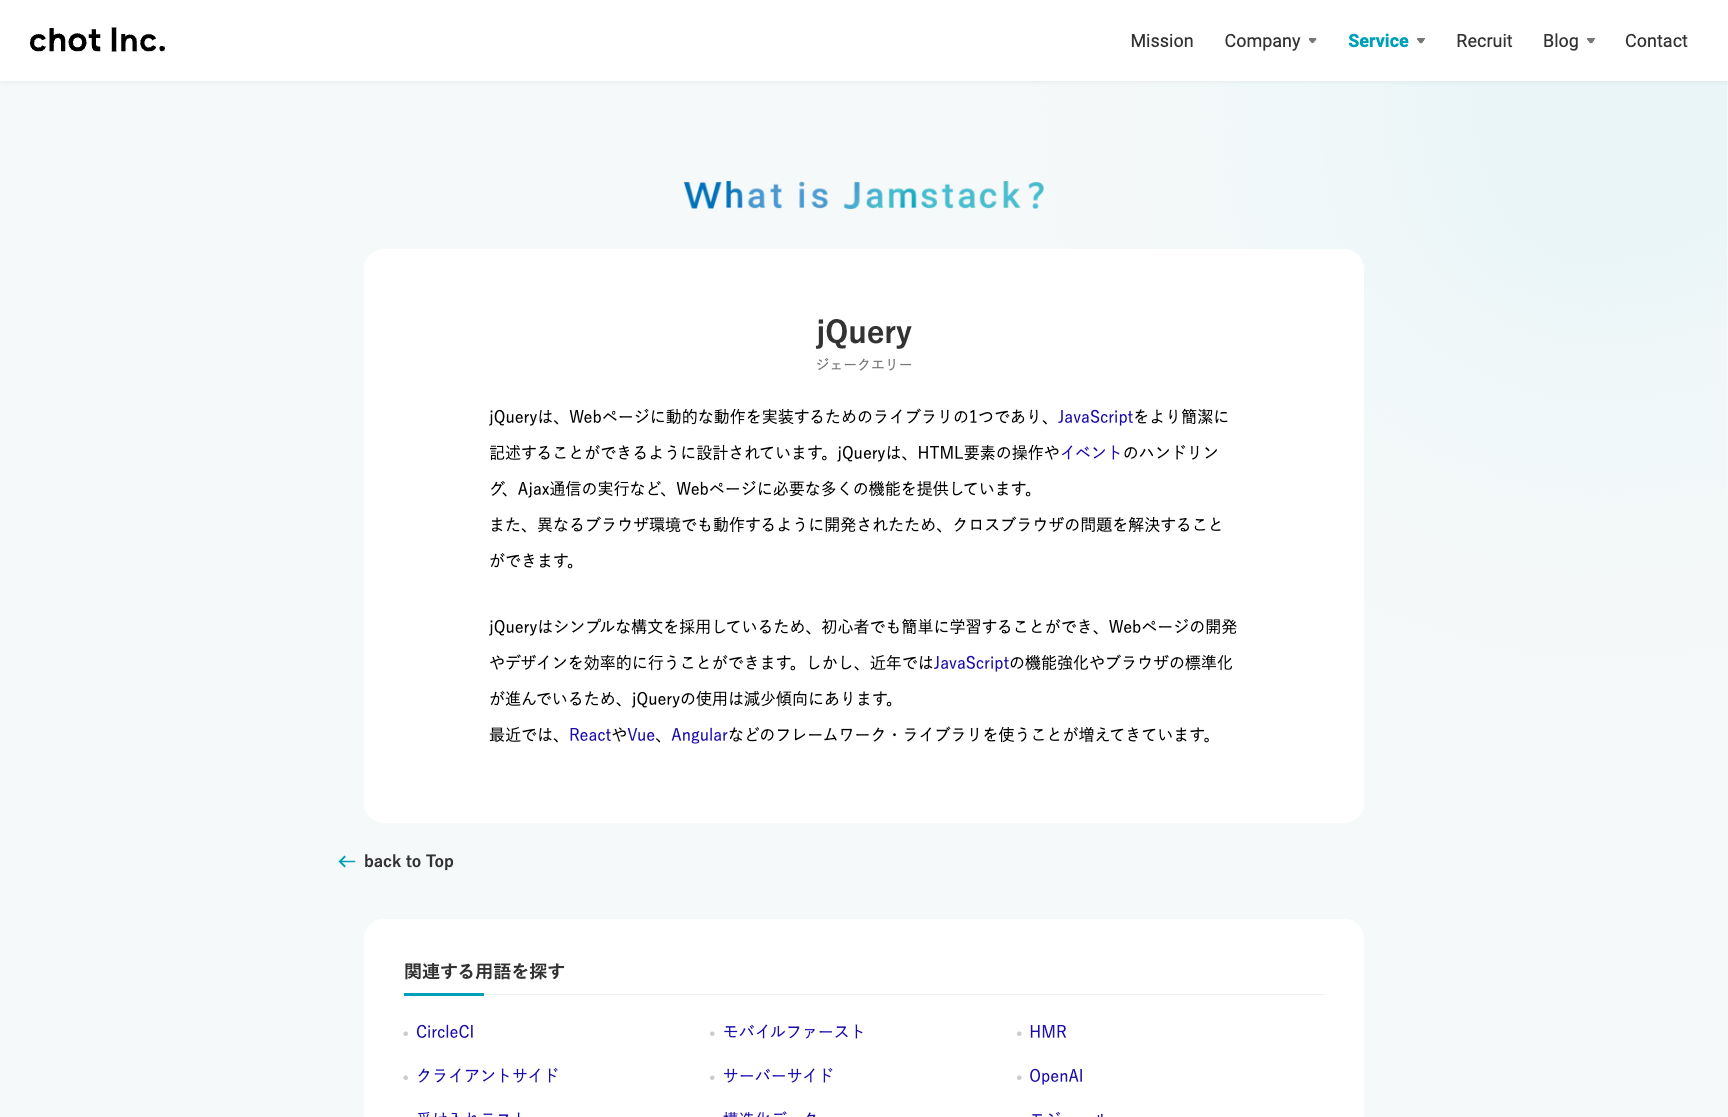 chot Inc.
Mission Company Service Recruit Blog Contact
What is Jamstack?
jQuery
ジェークエリー
jQueryは、Webページに動的な動作を実装するためのライブラリの1つであり、JavaScriptをより簡潔に
記述することができるように設計されています。jQueryは、HTML要素の操作やイベントのハンドリン
グ、Ajax通信の実行など、Webページに必要な多くの機能を提供しています。
また、異なるブラウザ環境でも動作するように開発されたため、クロスブラウザの問題を解決すること
ができます。
jQueryはシンプルな構文を採用しているため、初心者でも簡単に学習することができ、Webページの開発
やデザインを効率的に行うことができます。しかし、近年ではJavaScriptの機能強化やブラウザの標準化
が進んでいるため、jQueryの使用は減少傾向にあります。
最近では、ReactやVue、Angularなどのフレームワーク・ライブラリを使うことが増えてきています。
back to Top
関連する用語を探す
CircleCI モバイルファースト HMR
クライアントサイド サーバーサイド OpenAI